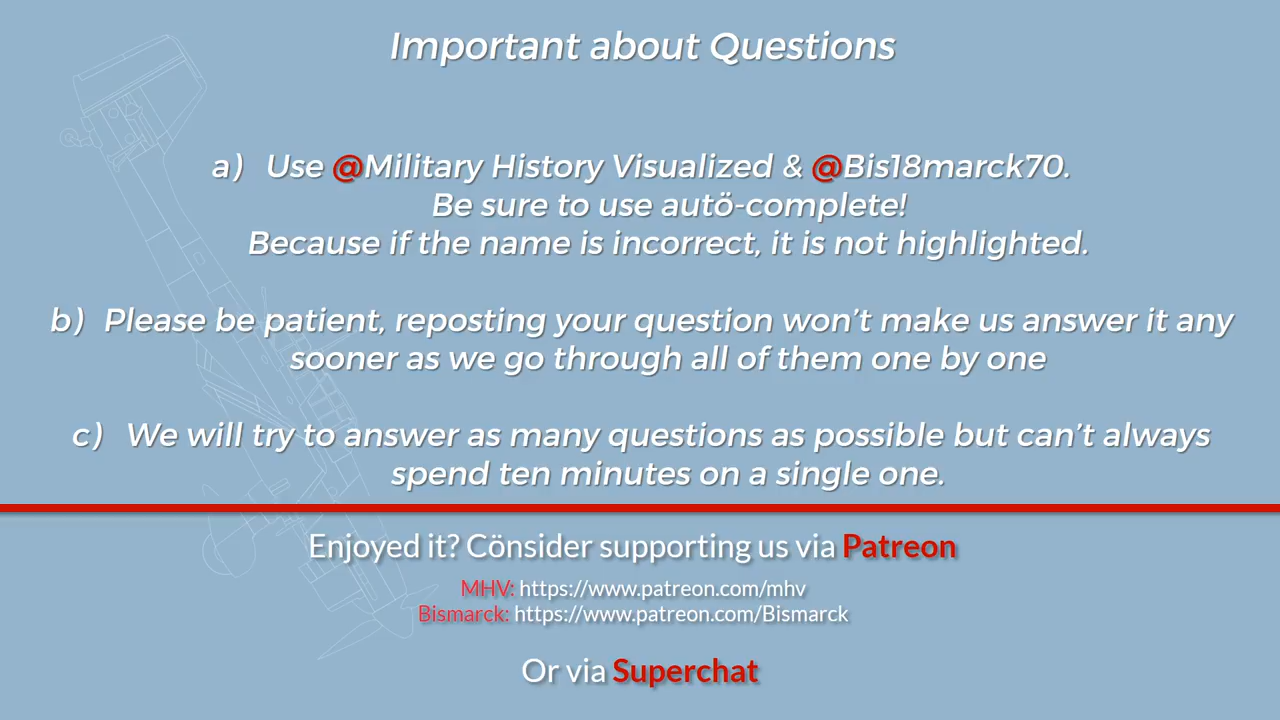 Important about Questions
a) Use @Military History Visualized & @Bis18marck70.
Be sure to use autö-complete!
Because if the name is incorrect, it is not highlighted.
b) Please be patient, reposting your question won't make us answer it any
sooner as we go through all of them one by one
c) We will try to answer as many questions as possible but can't always
spend ten minutes on a single one.
Enjoyed it? Cönsider supporting us via Patreon
MHV: https://www.patreon.com/mhv
Bismarck: https://www.patreon.com/Bismarck
Or via Superchat